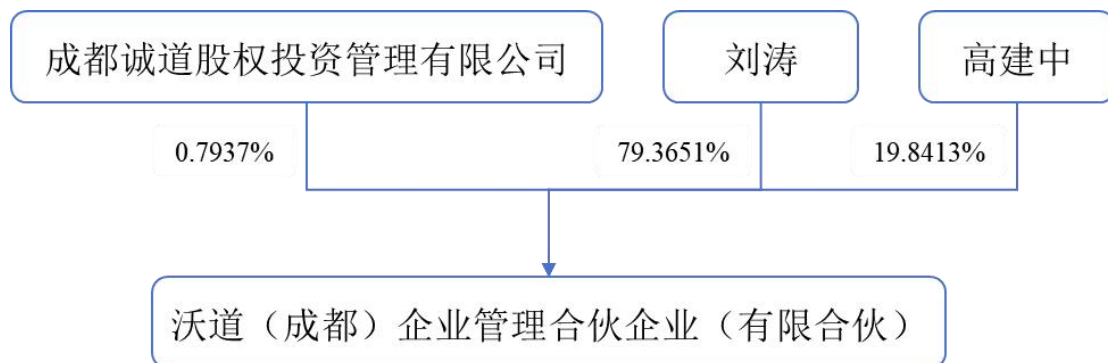 成都诚道股权投资管理有限公司
刘涛
高建中
0.7937%
79.3651%
19.8413%
沃道（成都）企业管理合伙企业（有限合伙）